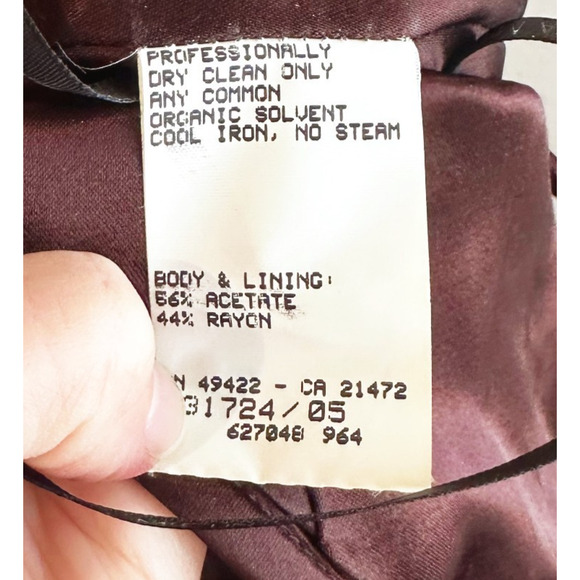 PROFESSIONALLY
DRY CLEAN ONLY
ANY COMMON
ORGANIC SOLVENT
COOL IRON, NO STEAM
BODY & LINING:
56% ACETATE
44% RAYON
N 49422 - CA 21472
31724/05
627048 964